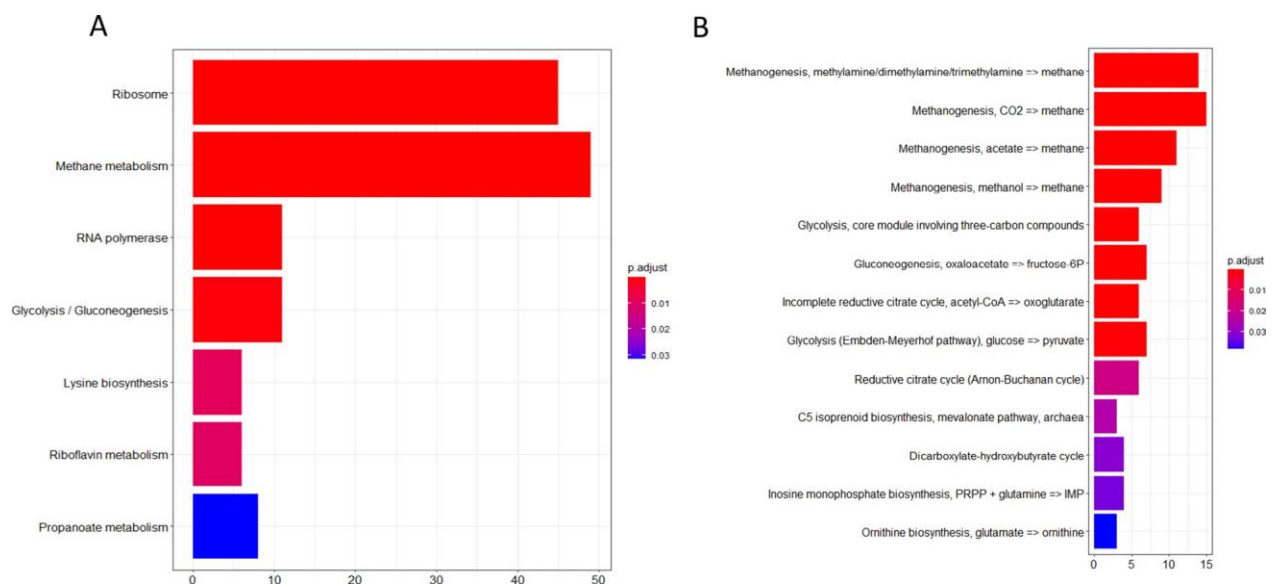 A
Ribosome
Methane metabolism
RNA polymerase
Glycolysis / Gluconeogenesis
Lysine biosynthesis
Riboflavin metabolism
Propanoate metabolism
0 10 20 30 40 50
p.adjust
0.01
0.02
0.03
B
Methanogenesis, methylamine/dimethylamine/trimethylamine => methane
Methanogenesis, CO2 => methane
Methanogenesis, acetate => methane
Methanogenesis, methanol => methane
Glycolysis, core module involving three-carbon compounds
Gluconeogenesis, oxaloacetate => fructose-6P
Incomplete reductive citrate cycle, acetyl-CoA => oxoglutarate
Glycolysis (Embden-Meyerhof pathway), glucose => pyruvate
Reductive citrate cycle (Arnon-Buchanan cycle)
C5 isoprenoid biosynthesis, mevalonate pathway, archaea
Dicarboxylate-hydroxybutyrate cycle
Inosine monophosphate biosynthesis, PRPP + glutamine => IMP
Ornithine biosynthesis, glutamate => ornithine
0 5 10 15
p.adjust
0.01
0.02
0.03